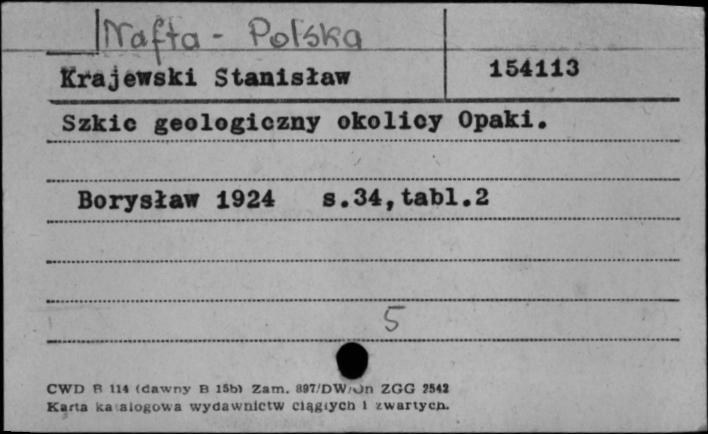 Nafta - Polska
Krajewski Stanisław 154113
Szkic geologiczny okolicy Opaki.
Borysław 1924 s.34,tabl.2
5
CWD B 114 (dawny B 15b) Zam. 897/DW/Jn ZGG 2542
Karta katalogowa wydawnictw ciągłych i zwartych.